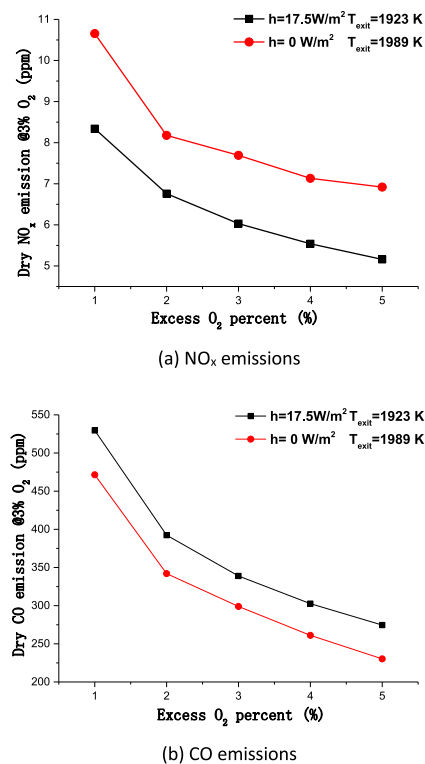 h=17.5W/m² T_exit=1923 K
h= 0 W/m² T_exit=1989 K
11
10
9
8
7
6
5
Dry NOₓ emission @3% O₂ (ppm)
1 2 3 4 5
Excess O₂ percent (%)
(a) NOₓ emissions
h=17.5W/m² T_exit=1923 K
h= 0 W/m² T_exit=1989 K
550
500
450
400
350
300
250
200
Dry CO emission @3% O₂ (ppm)
1 2 3 4 5
Excess O₂ percent (%)
(b) CO emissions